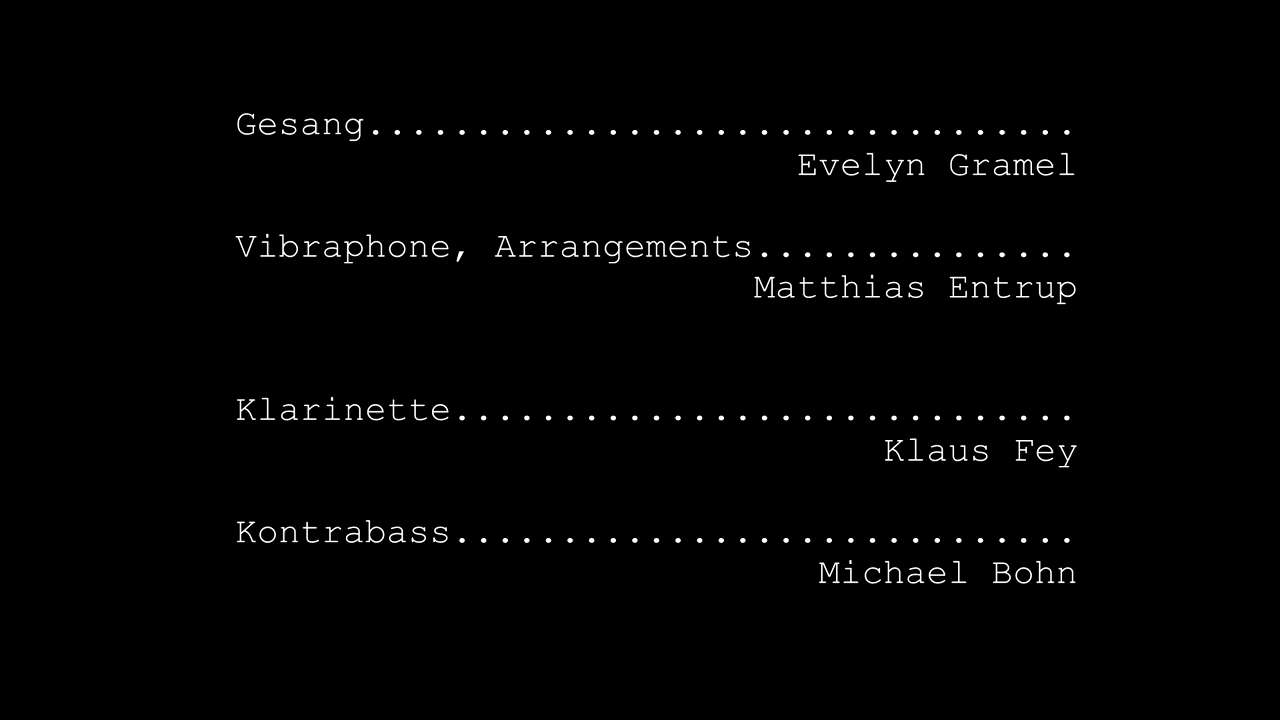 Gesang.................................
Evelyn Gramel
Vibraphone, Arrangements...............
Matthias Entrup
Klarinette.............................
Klaus Fey
Kontrabass.............................
Michael Bohn